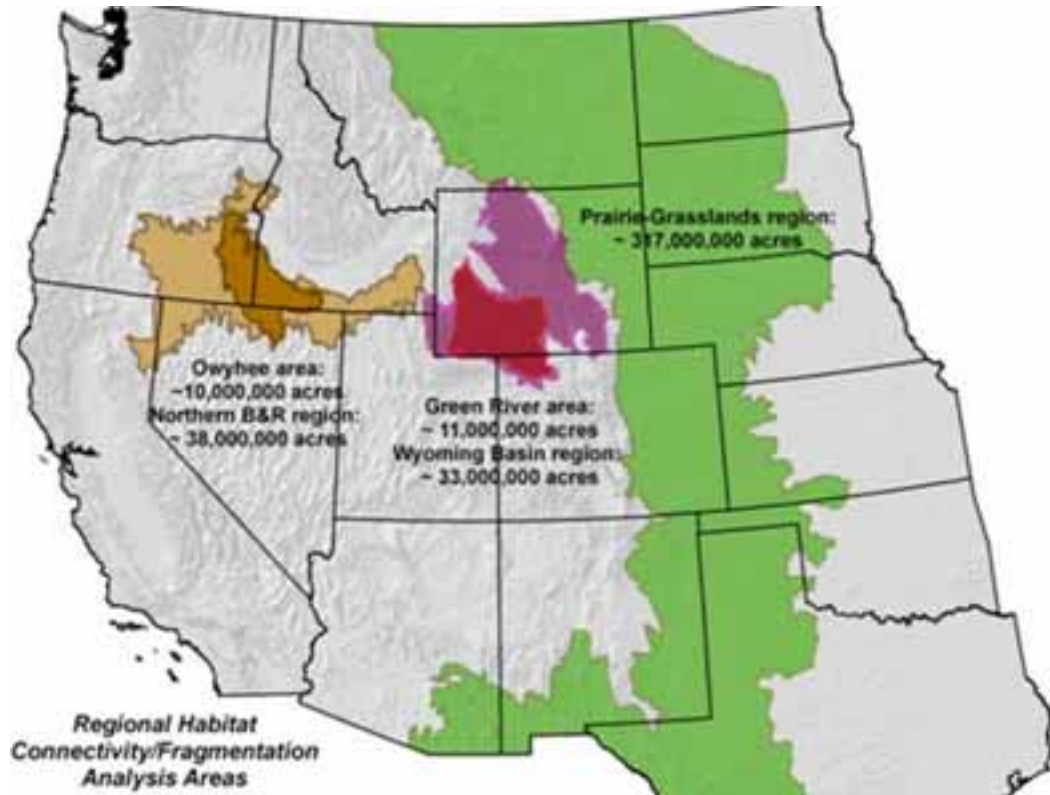 Prairie-Grasslands region:
~ 317,000,000 acres
Owyhee area:
~10,000,000 acres
Northern B&R region:
~ 38,000,000 acres
Green River area:
~ 11,000,000 acres
Wyoming Basin region:
~ 33,000,000 acres
Regional Habitat
Connectivity/Fragmentation
Analysis Areas